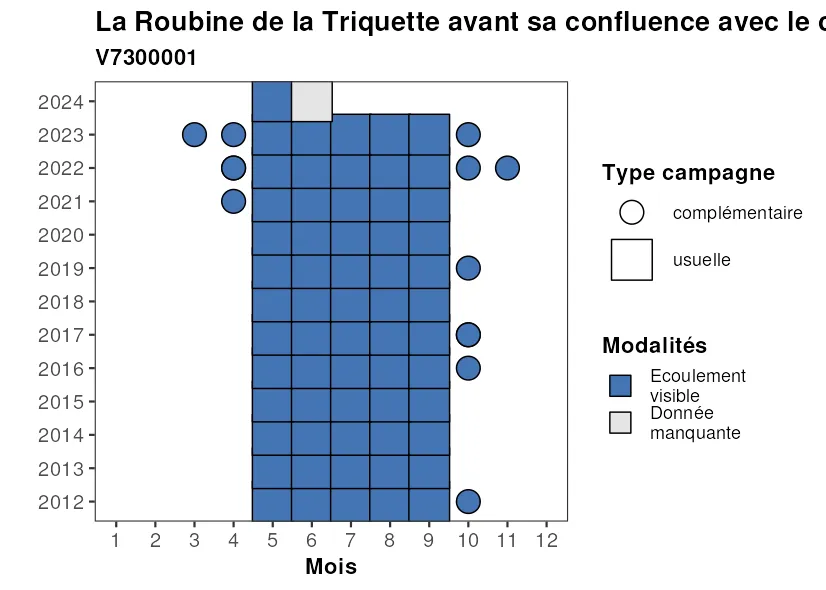 La Roubine de la Triquette avant sa confluence avec le
V7300001
2024
2023
2022
2021
2020
2019
2018
2017
2016
2015
2014
2013
2012
1 2 3 4 5 6 7 8 9 10 11 12
Mois
Type campagne
complémentaire
usuelle
Modalités
Ecoulement
visible
Donnée
manquante